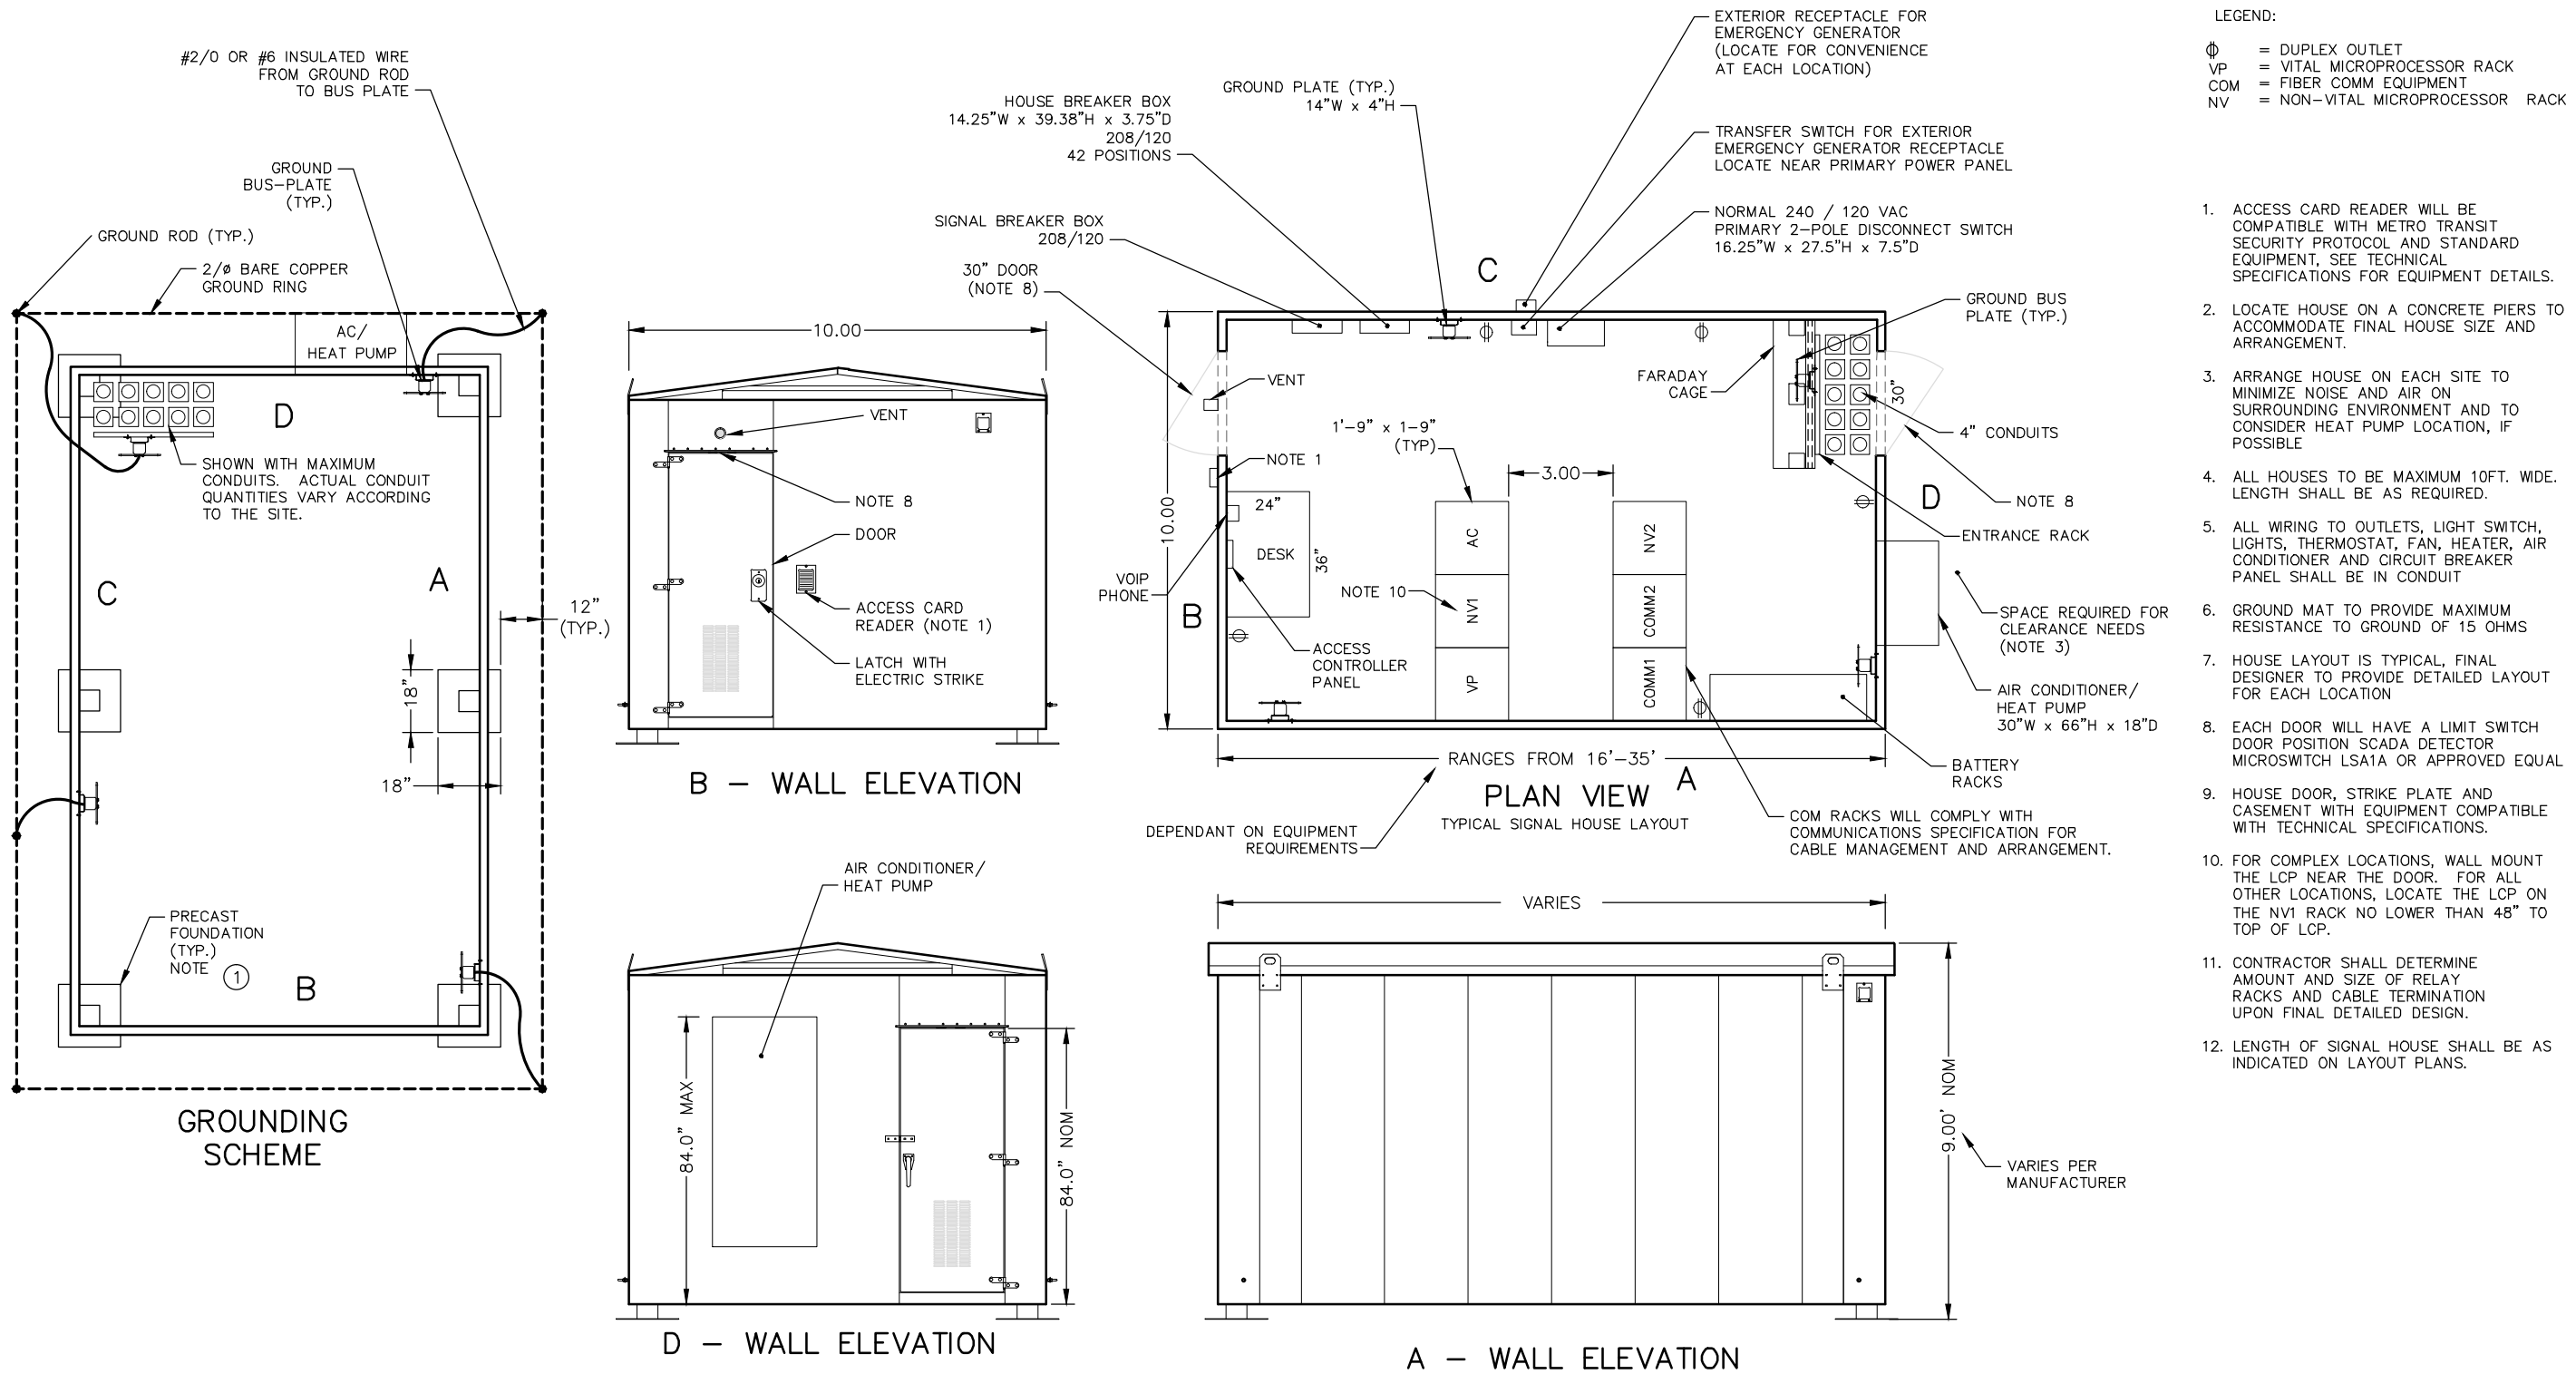 #2/0 OR #6 INSULATED WIRE
FROM GROUND ROD
TO BUS PLATE
GROUND
BUS-PLATE
(TYP.)
GROUND ROD (TYP.)
2/ø BARE COPPER
GROUND RING
AC/
HEAT PUMP
D
SHOWN WITH MAXIMUM
CONDUITS. ACTUAL CONDUIT
QUANTITIES VARY ACCORDING
TO THE SITE.
C
A
12"
(TYP.)
18"
18"
PRECAST
FOUNDATION
(TYP.)
NOTE 1
B
GROUNDING
SCHEME
10.00
VENT
NOTE 8
DOOR
ACCESS CARD
READER (NOTE 1)
LATCH WITH
ELECTRIC STRIKE
B - WALL ELEVATION
AIR CONDITIONER/
HEAT PUMP
84.0" MAX
84.0" NOM
D - WALL ELEVATION
EXTERIOR RECEPTACLE FOR
EMERGENCY GENERATOR
(LOCATE FOR CONVENIENCE
AT EACH LOCATION)
GROUND PLATE (TYP.)
14"W x 4"H
HOUSE BREAKER BOX
14.25"W x 39.38"H x 3.75"D
208/120
42 POSITIONS
TRANSFER SWITCH FOR EXTERIOR
EMERGENCY GENERATOR RECEPTACLE
LOCATE NEAR PRIMARY POWER PANEL
SIGNAL BREAKER BOX
208/120
NORMAL 240 / 120 VAC
PRIMARY 2-POLE DISCONNECT SWITCH
16.25"W x 27.5"H x 7.5"D
30" DOOR
(NOTE 8)
C
GROUND BUS
PLATE (TYP.)
VENT
FARADAY
CAGE
30"
4" CONDUITS
1'-9" x 1-9"
(TYP)
NOTE 1
3.00
10.00
24"
DESK
36"
D
NOTE 8
ENTRANCE RACK
VOIP
PHONE
B
NOTE 10
AC
NV1
VP
NV2
COMM2
COMM1
ACCESS
CONTROLLER
PANEL
SPACE REQUIRED FOR
CLEARANCE NEEDS
(NOTE 3)
AIR CONDITIONER/
HEAT PUMP
30"W x 66"H x 18"D
BATTERY
RACKS
RANGES FROM 16'-35'
A
PLAN VIEW
TYPICAL SIGNAL HOUSE LAYOUT
DEPENDANT ON EQUIPMENT
REQUIREMENTS
COM RACKS WILL COMPLY WITH
COMMUNICATIONS SPECIFICATION FOR
CABLE MANAGEMENT AND ARRANGEMENT.
VARIES
9.00' NOM
VARIES PER
MANUFACTURER
A - WALL ELEVATION
LEGEND:
= DUPLEX OUTLET
VP = VITAL MICROPROCESSOR RACK
COM = FIBER COMM EQUIPMENT
NV = NON-VITAL MICROPROCESSOR RACK
1. ACCESS CARD READER WILL BE
COMPATIBLE WITH METRO TRANSIT
SECURITY PROTOCOL AND STANDARD
EQUIPMENT, SEE TECHNICAL
SPECIFICATIONS FOR EQUIPMENT DETAILS.
2. LOCATE HOUSE ON A CONCRETE PIERS TO
ACCOMMODATE FINAL HOUSE SIZE AND
ARRANGEMENT.
3. ARRANGE HOUSE ON EACH SITE TO
MINIMIZE NOISE AND AIR ON
SURROUNDING ENVIRONMENT AND TO
CONSIDER HEAT PUMP LOCATION, IF
POSSIBLE
4. ALL HOUSES TO BE MAXIMUM 10FT. WIDE.
LENGTH SHALL BE AS REQUIRED.
5. ALL WIRING TO OUTLETS, LIGHT SWITCH,
LIGHTS, THERMOSTAT, FAN, HEATER, AIR
CONDITIONER AND CIRCUIT BREAKER
PANEL SHALL BE IN CONDUIT
6. GROUND MAT TO PROVIDE MAXIMUM
RESISTANCE TO GROUND OF 15 OHMS
7. HOUSE LAYOUT IS TYPICAL, FINAL
DESIGNER TO PROVIDE DETAILED LAYOUT
FOR EACH LOCATION
8. EACH DOOR WILL HAVE A LIMIT SWITCH
DOOR POSITION SCADA DETECTOR
MICROSWITCH LSA1A OR APPROVED EQUAL
9. HOUSE DOOR, STRIKE PLATE AND
CASEMENT WITH EQUIPMENT COMPATIBLE
WITH TECHNICAL SPECIFICATIONS.
10. FOR COMPLEX LOCATIONS, WALL MOUNT
THE LCP NEAR THE DOOR. FOR ALL
OTHER LOCATIONS, LOCATE THE LCP ON
THE NV1 RACK NO LOWER THAN 48" TO
TOP OF LCP.
11. CONTRACTOR SHALL DETERMINE
AMOUNT AND SIZE OF RELAY
RACKS AND CABLE TERMINATION
UPON FINAL DETAILED DESIGN.
12. LENGTH OF SIGNAL HOUSE SHALL BE AS
INDICATED ON LAYOUT PLANS.